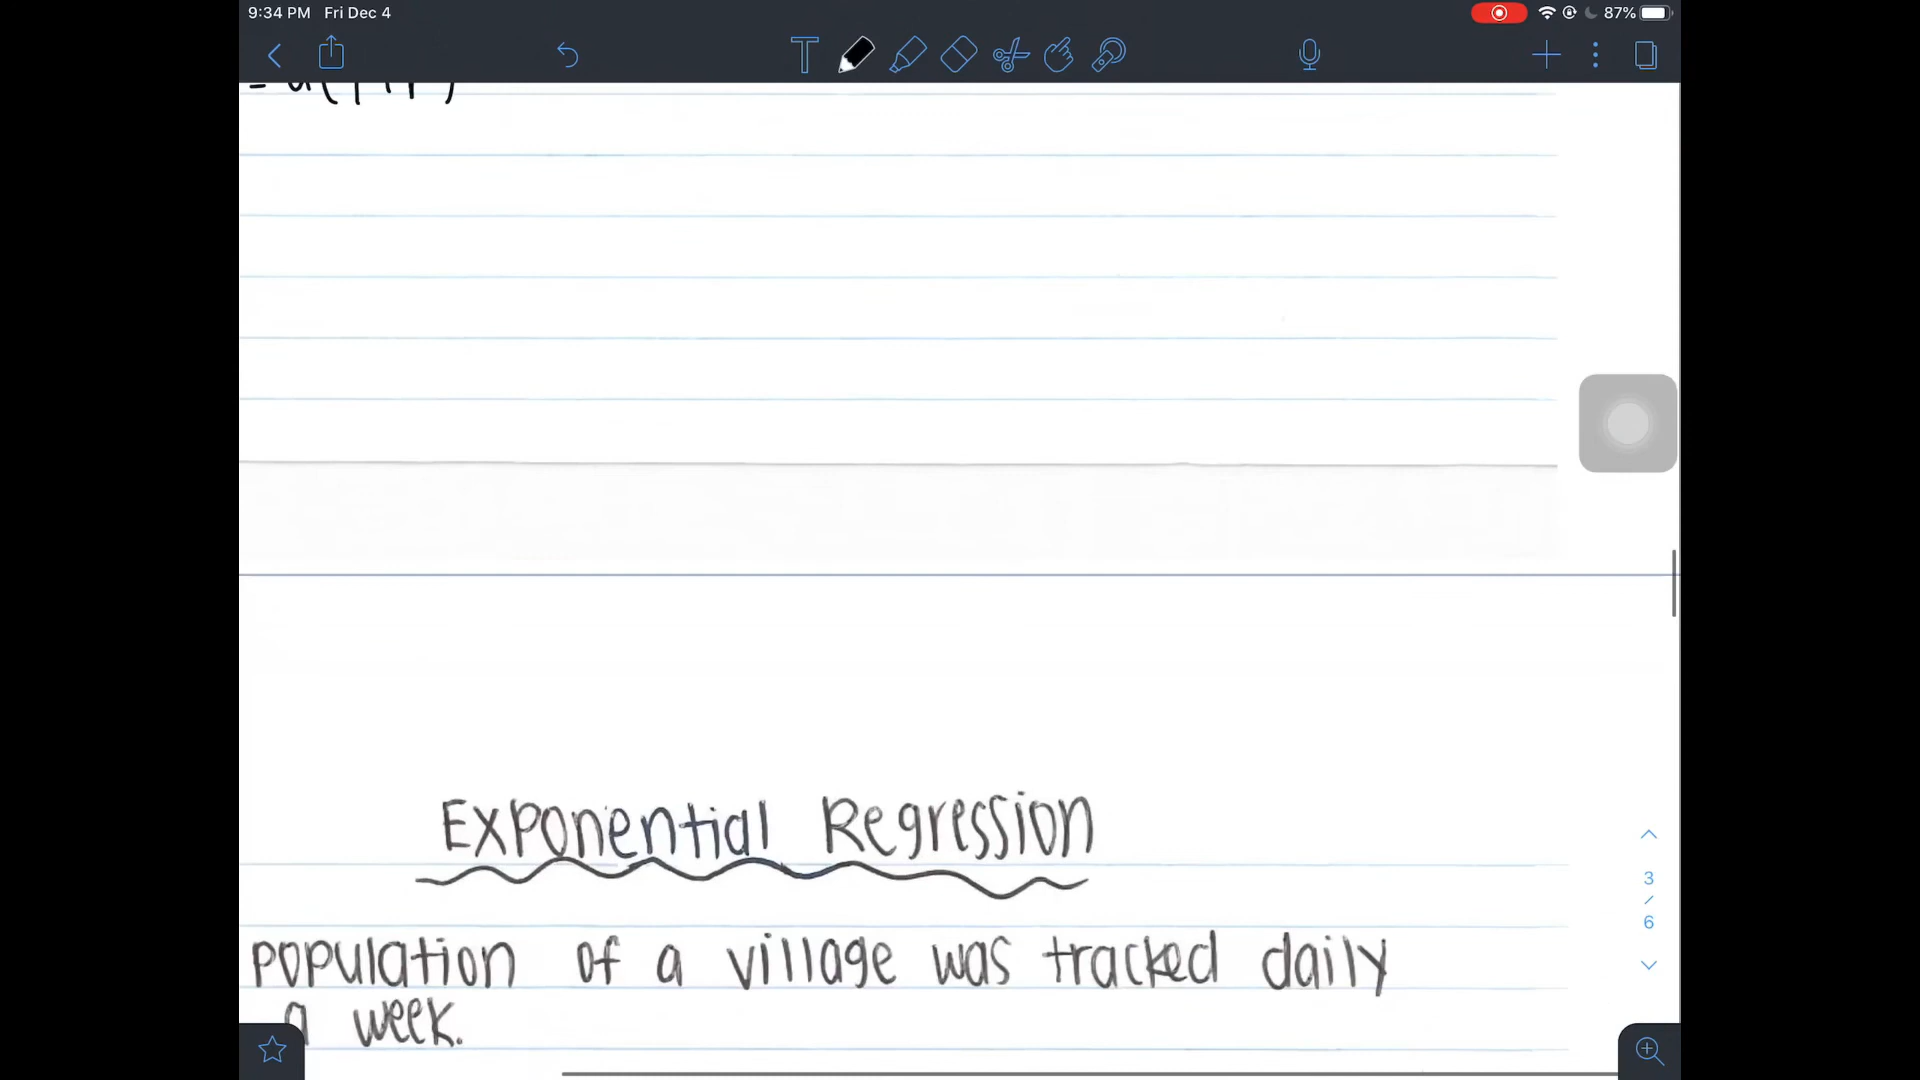 9:34 PM Fri Dec 4
87%
Exponential Regression
population of a village was tracked daily
a week.
3
/
6